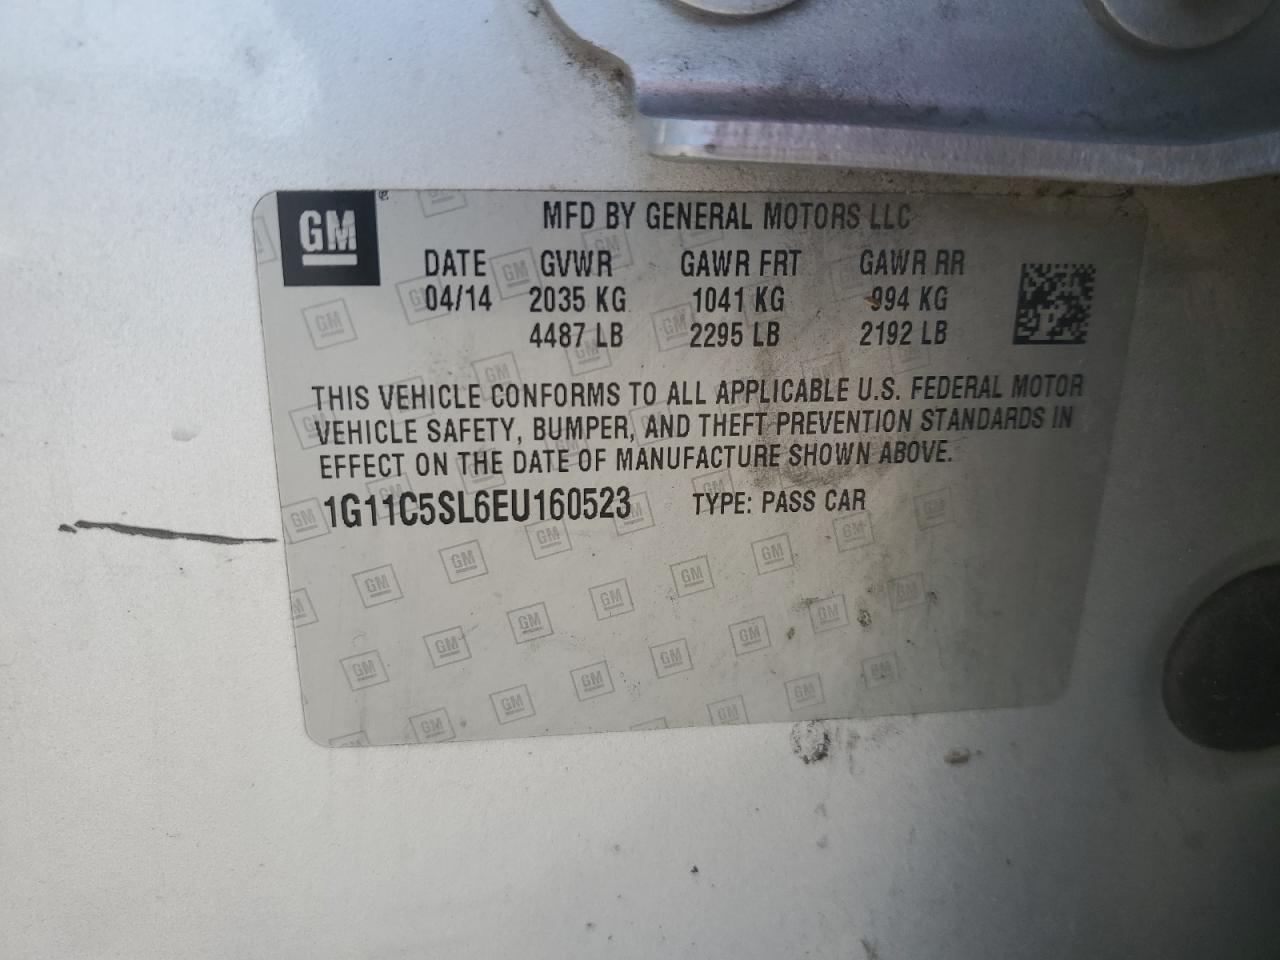 GM
MFD BY GENERAL MOTORS LLC
DATE GVWR GAWR FRT GAWR RR
04/14 2035 KG 1041 KG 994 KG
4487 LB 2295 LB 2192 LB
THIS VEHICLE CONFORMS TO ALL APPLICABLE U.S. FEDERAL MOTOR
VEHICLE SAFETY, BUMPER, AND THEFT PREVENTION STANDARDS IN
EFFECT ON THE DATE OF MANUFACTURE SHOWN ABOVE.
1G11C5SL6EU160523 TYPE: PASS CAR